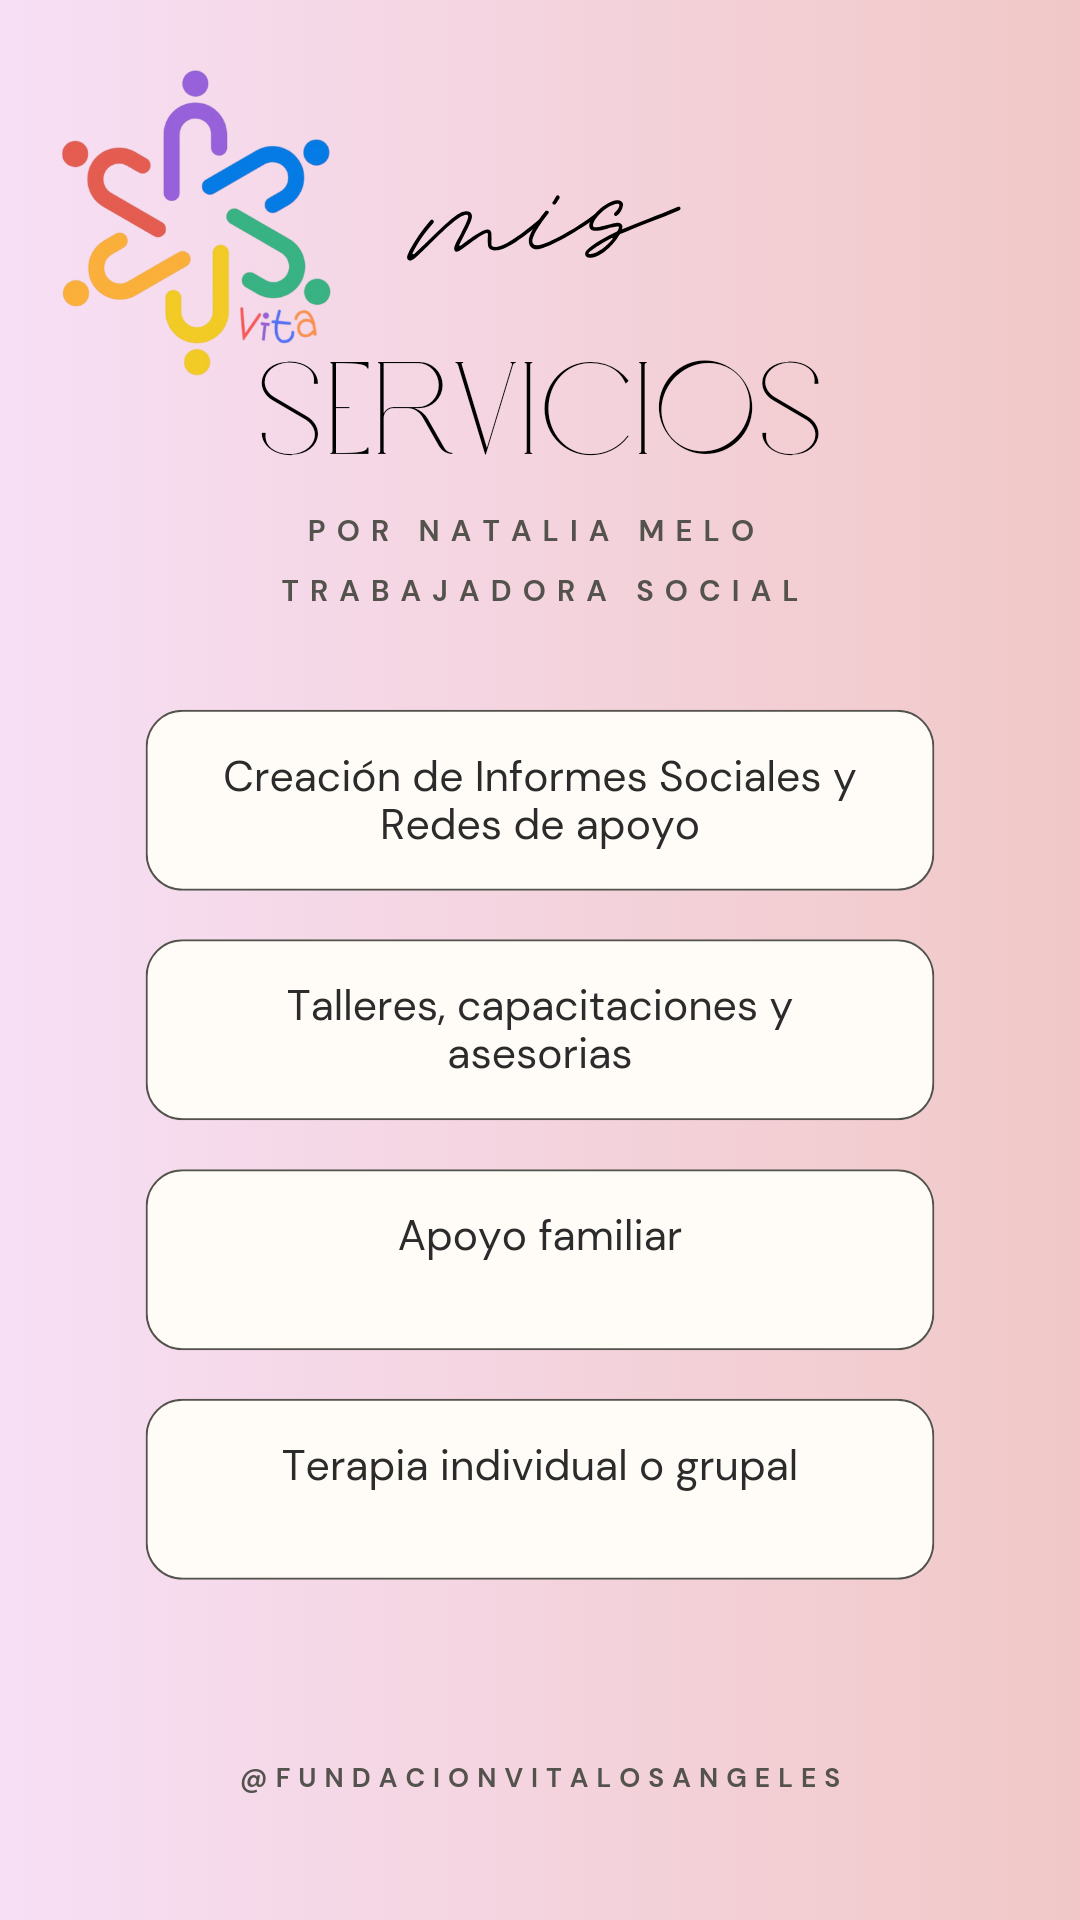 Vita
mis
SERVICIOS
POR NATALIA MELO
TRABAJADORA SOCIAL
Creación de Informes Sociales y
Redes de apoyo
Talleres, capacitaciones y
asesorias
Apoyo familiar
Terapia individual o grupal
@FUNDACIONVITALOSANGELES